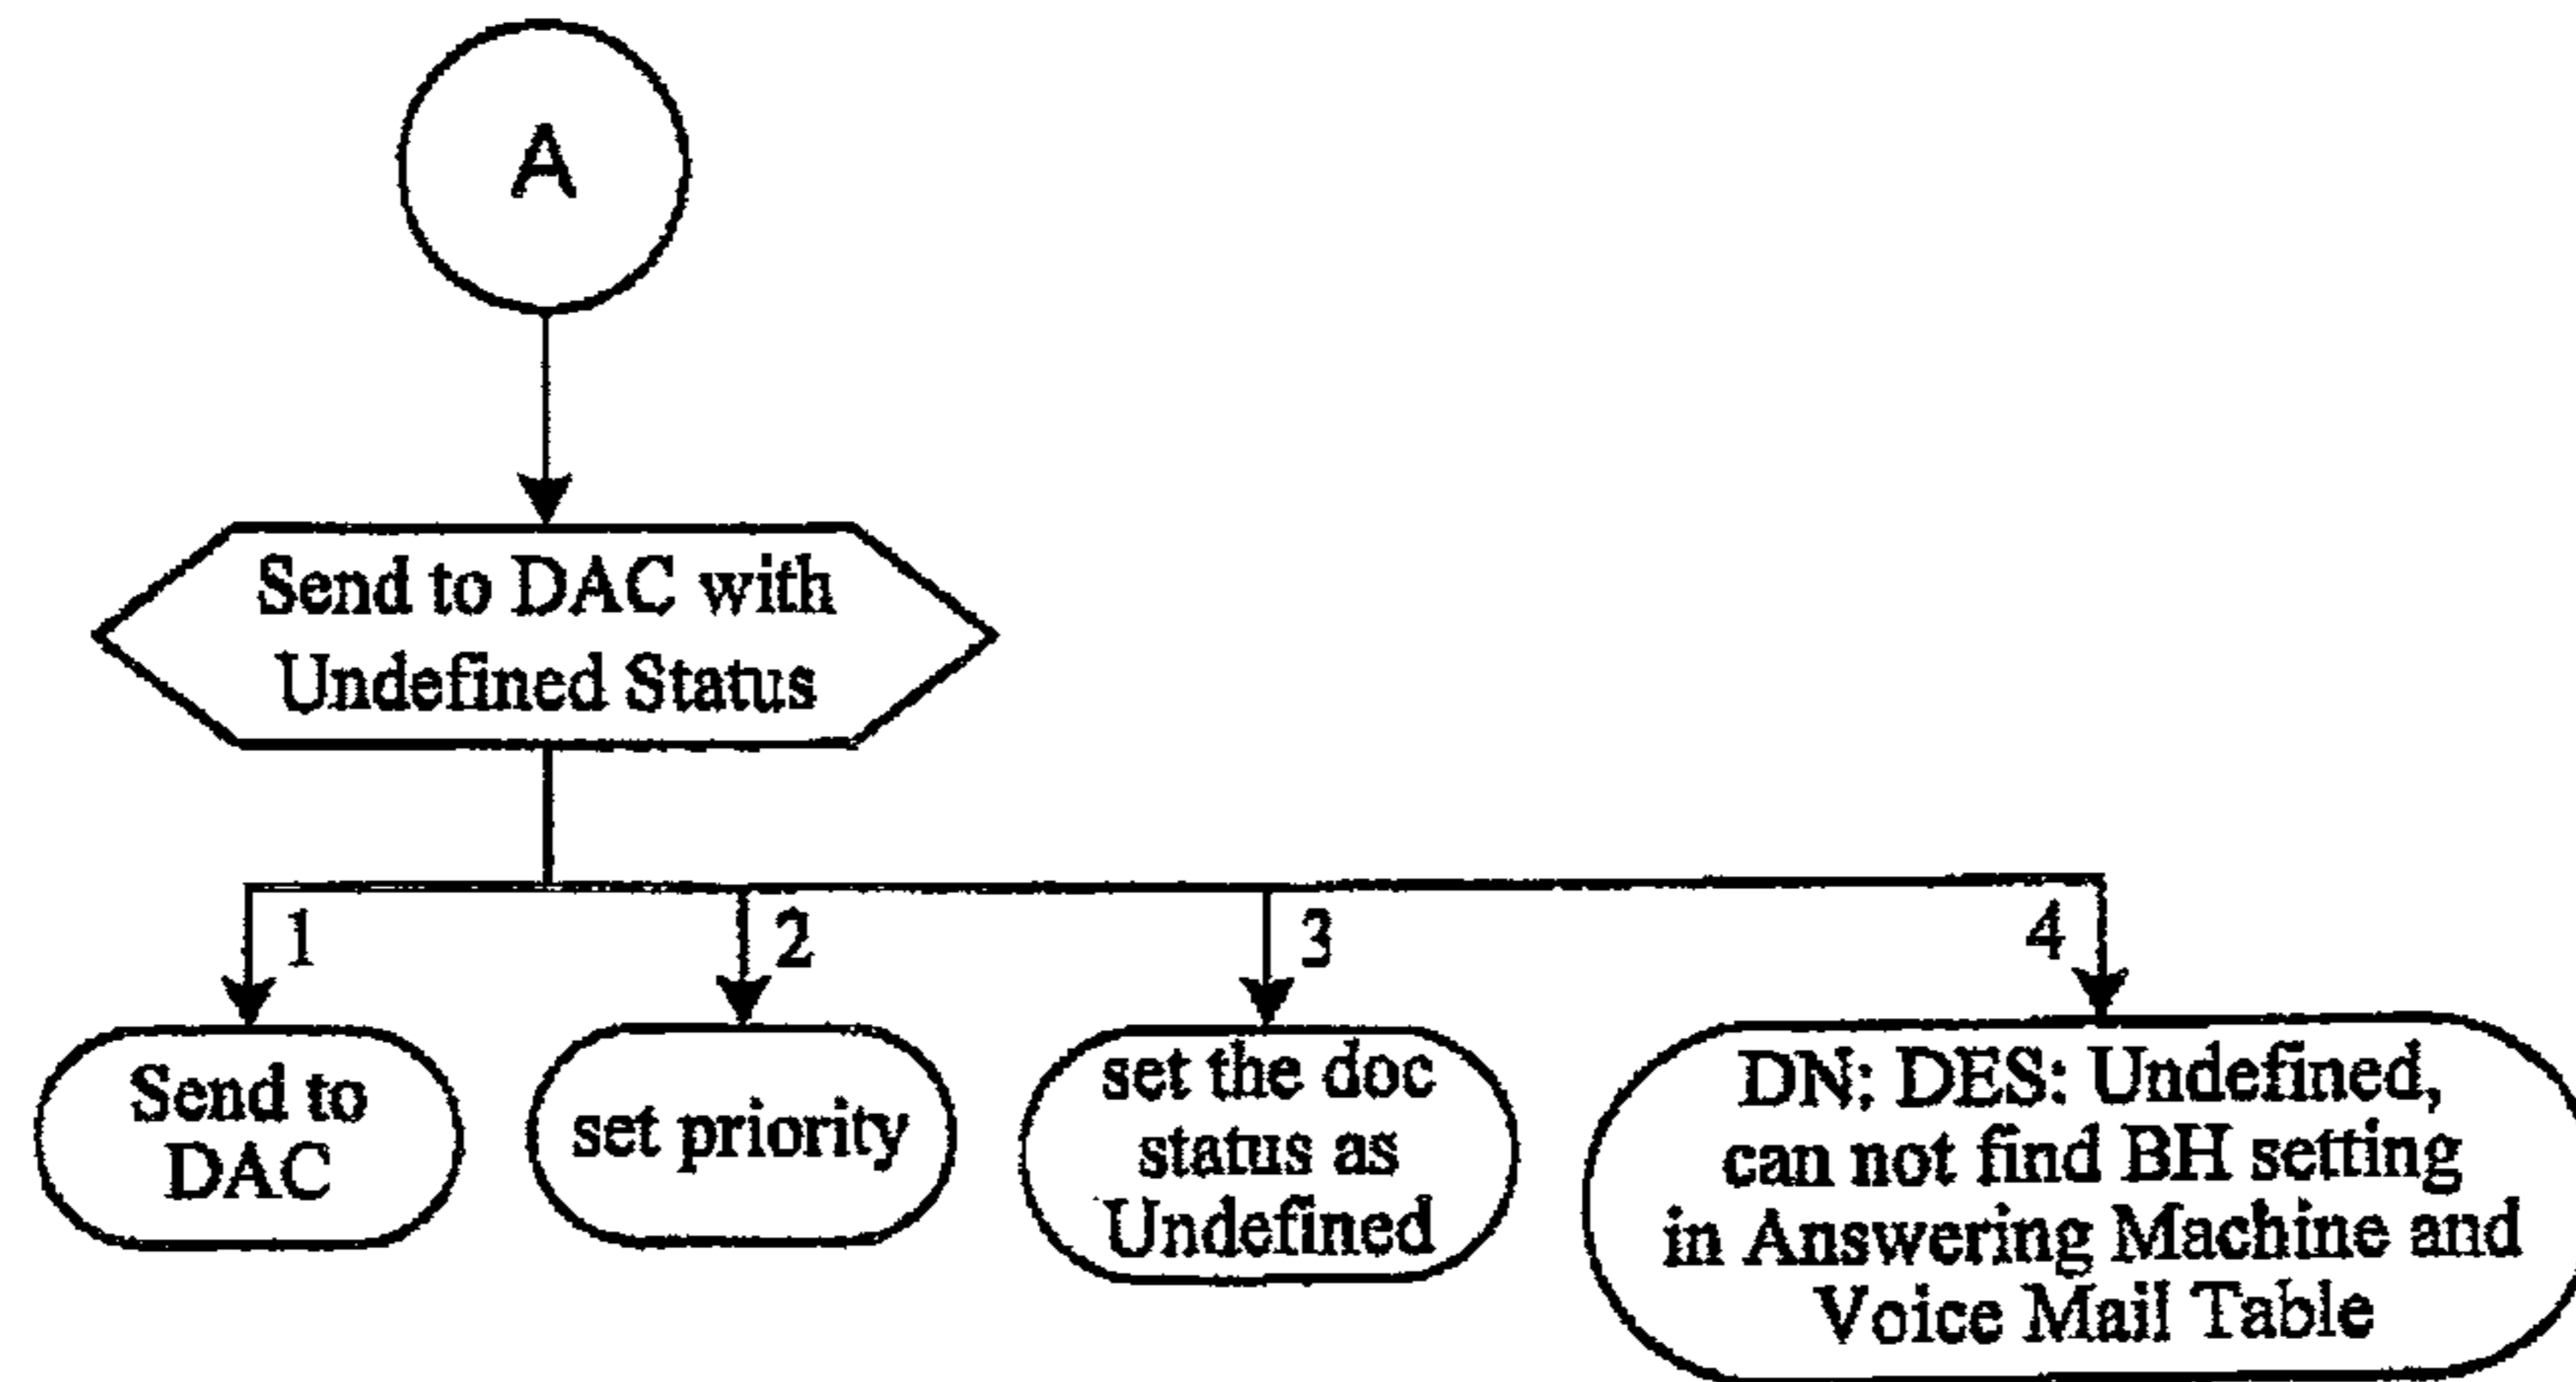 A
Send to DAC with
Undefined Status
1
2
3
4
Send to
DAC
set priority
set the doc
status as
Undefined
DN: DES: Undefined,
can not find BH setting
in Answering Machine and
Voice Mail Table